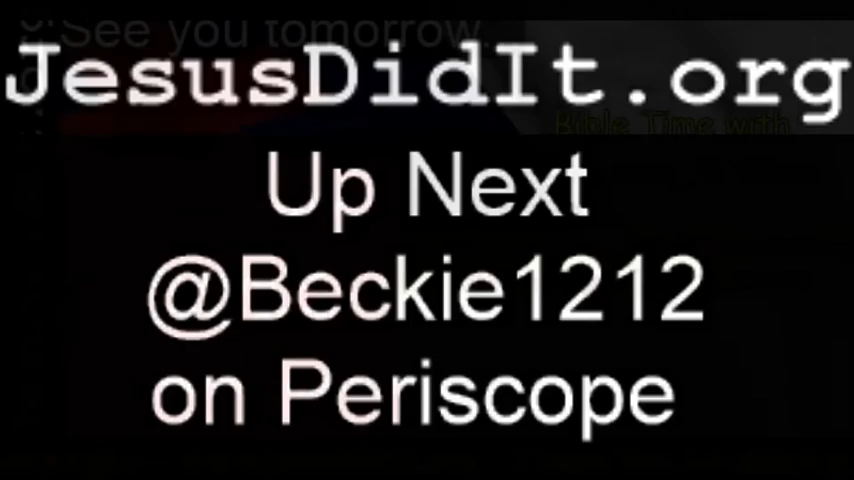 See you tomorrow.
JesusDidIt.org
Bible Time with
Up Next
@Beckie1212
on Periscope